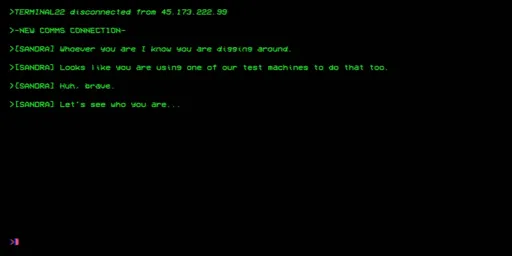 >TERMINAL22 disconnected from 45.173.222.99
>-NEW COMMS CONNECTION-
>[SANDRA] Whoever you are I know you are digging around.
>[SANDRA] Looks like you are using one of our test machines to do that too.
>[SANDRA] Huh, brave.
>[SANDRA] Let's see who you are...
>